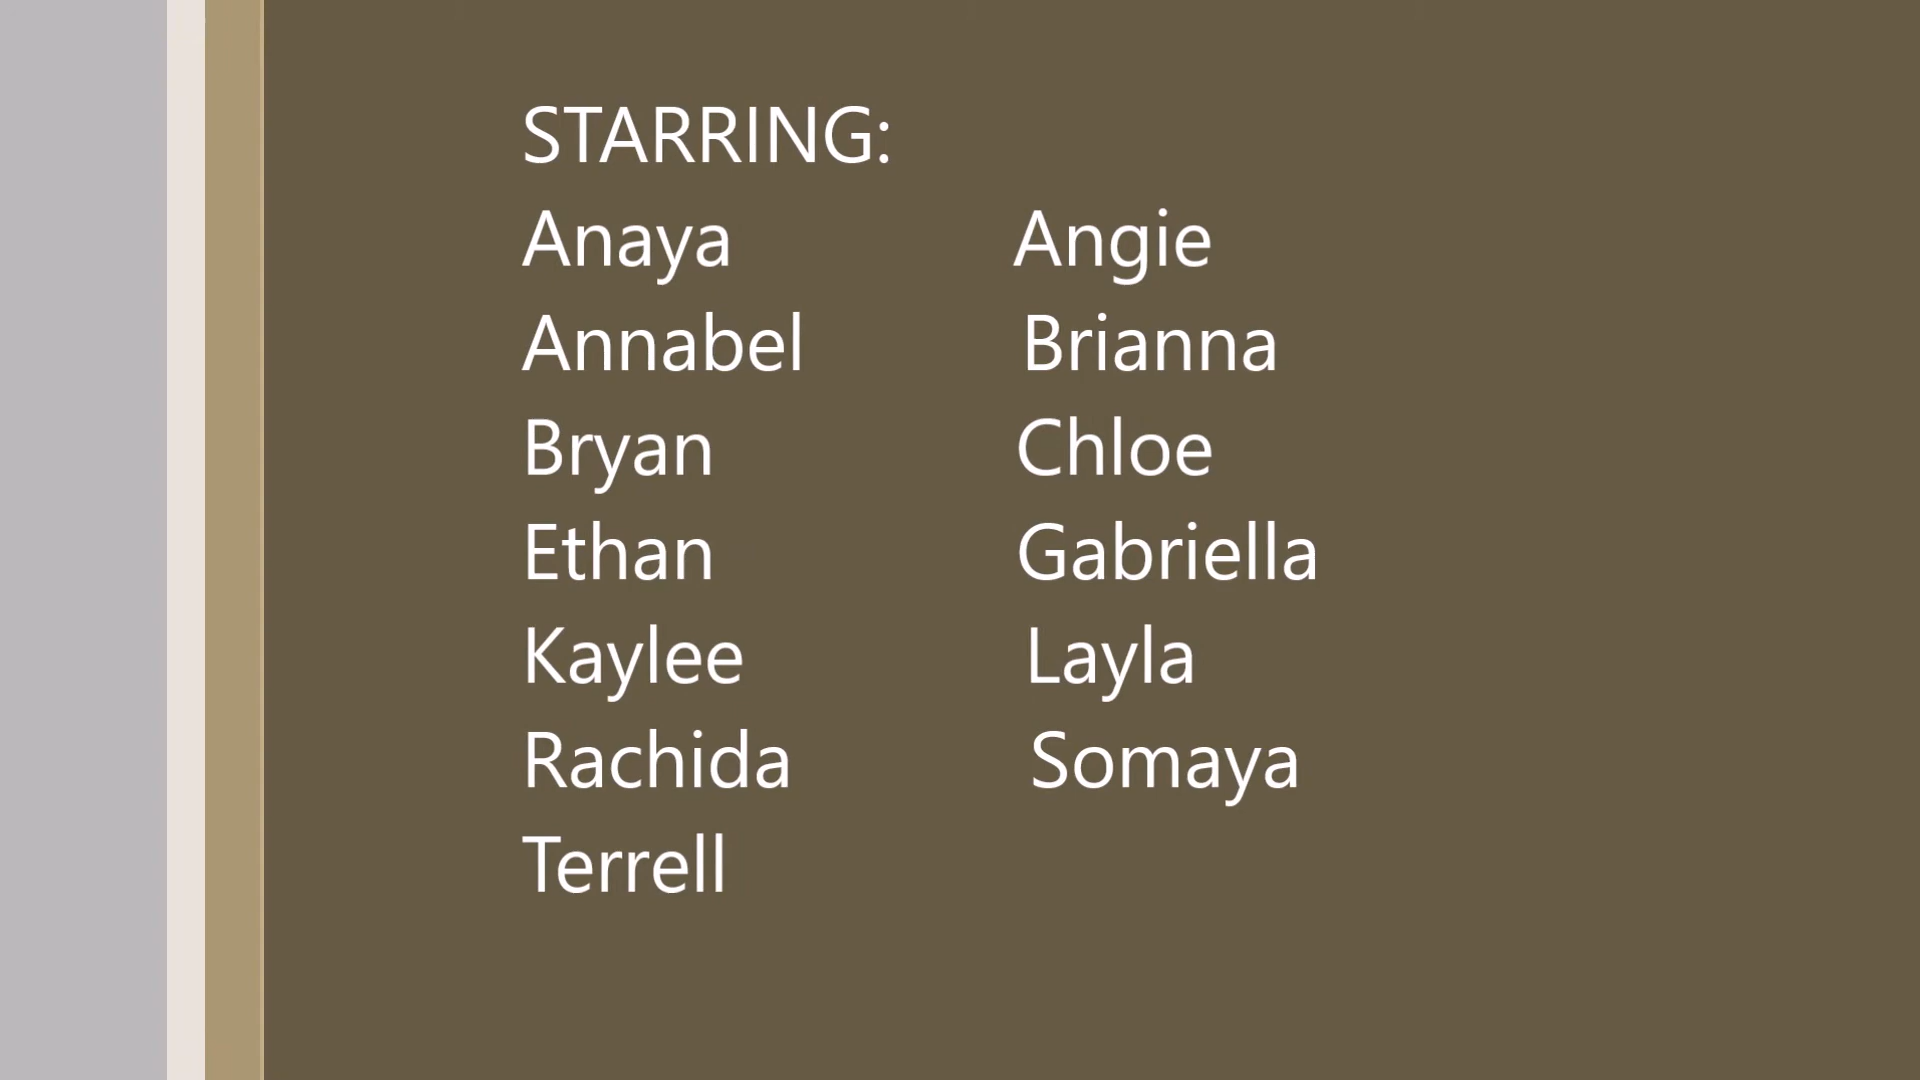 STARRING:
Anaya Angie
Annabel Brianna
Bryan Chloe
Ethan Gabriella
Kaylee Layla
Rachida Somaya
Terrell